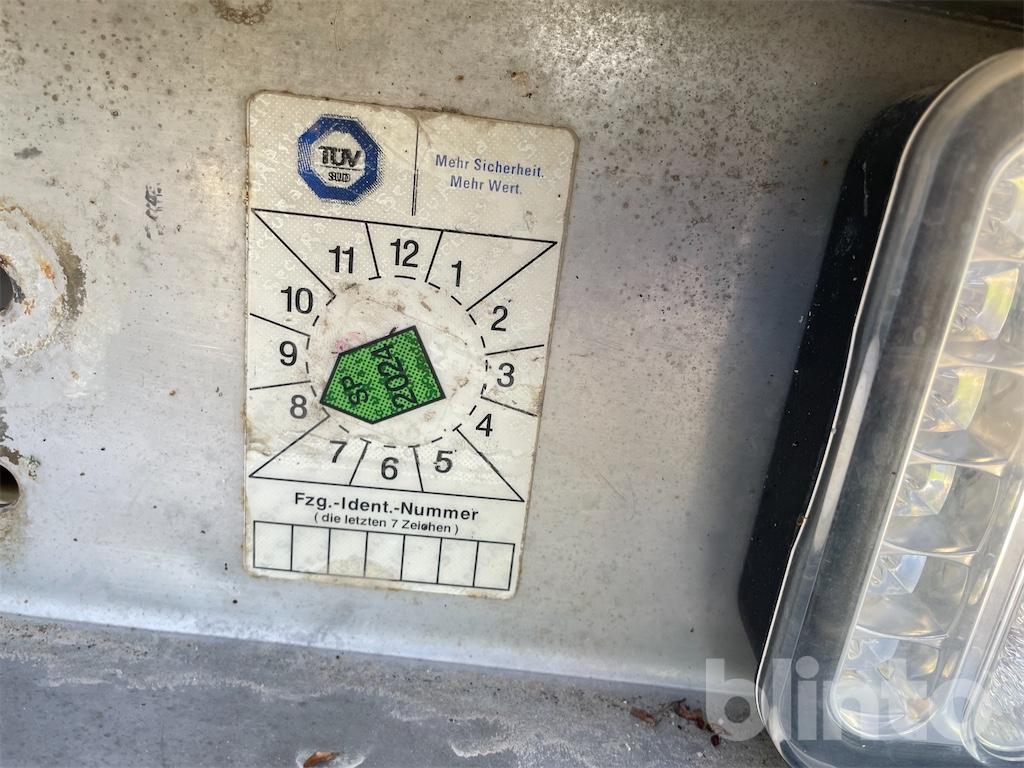 TÜV
SÜD
Mehr Sicherheit.
Mehr Wert.
11 12 1
10 2
9 3
8 4
7 6 5
SP
2024
Fzg.-Ident.-Nummer
( die letzten 7 Zeichen )
blinto